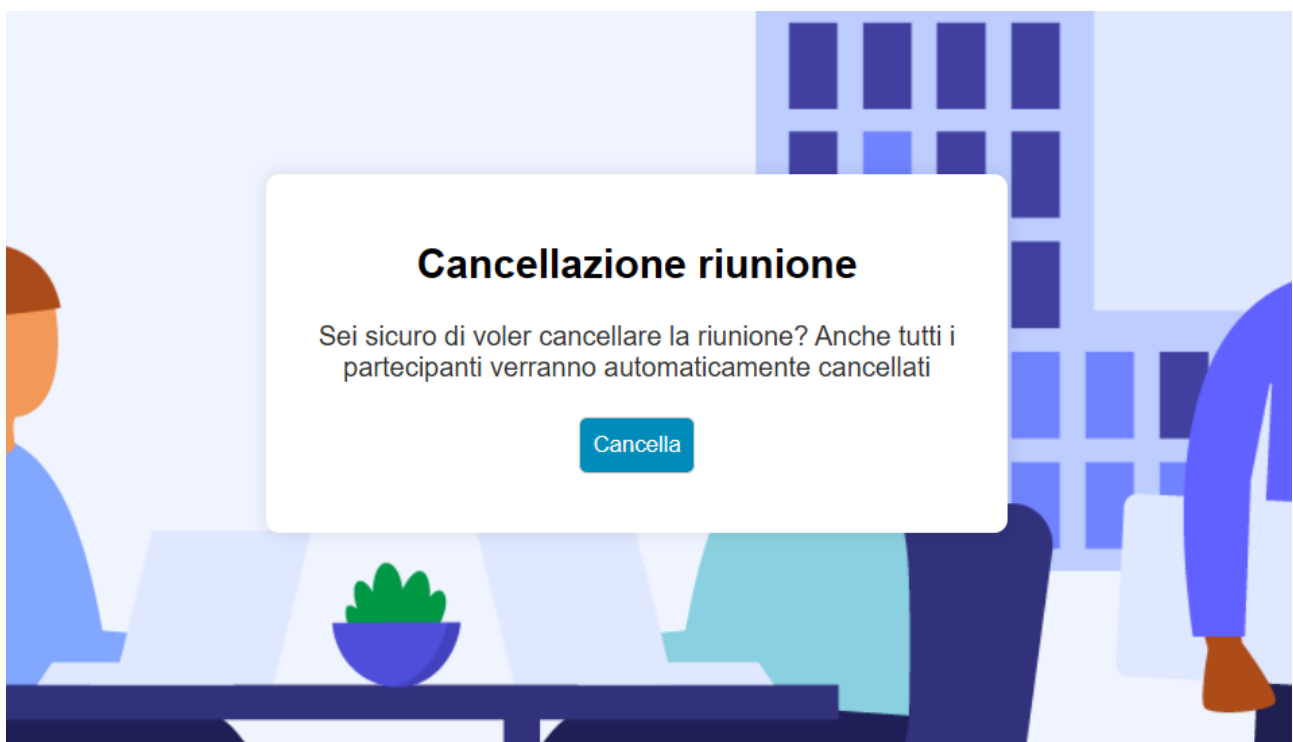 Cancellazione riunione
Sei sicuro di voler cancellare la riunione? Anche tutti i
partecipanti verranno automaticamente cancellati
Cancella